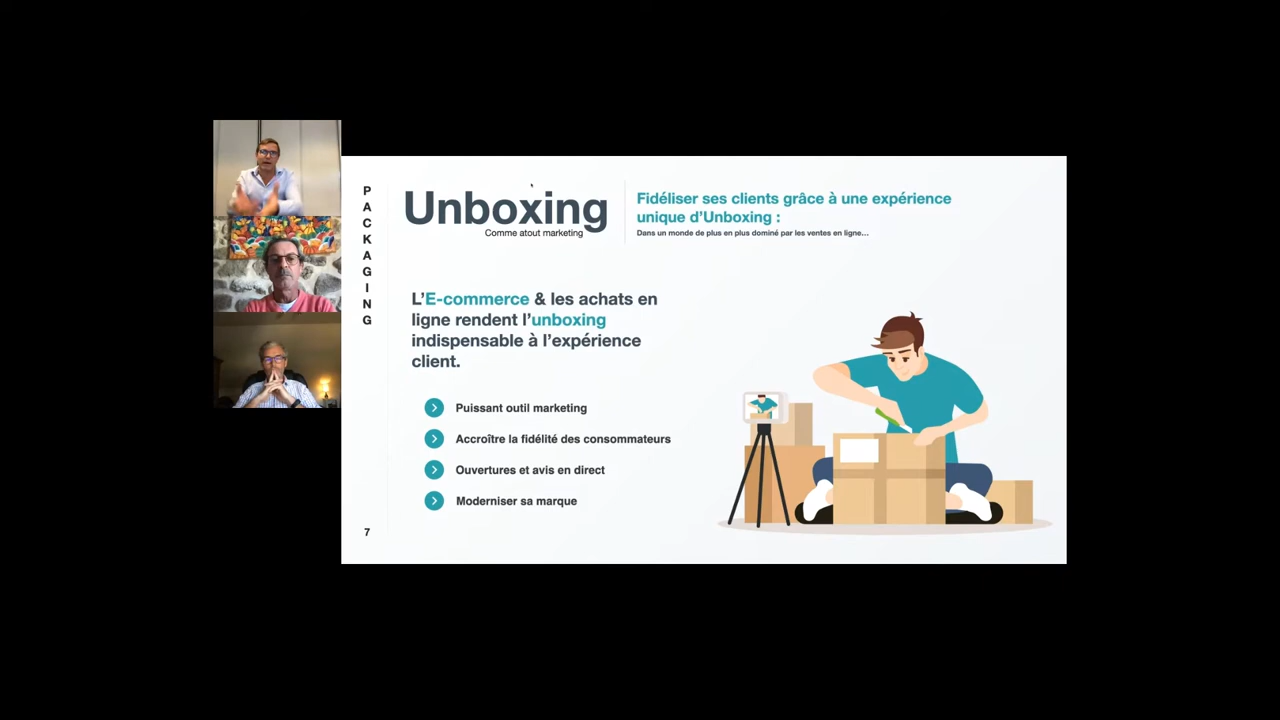 PACKAGING
Unboxing
Comme atout marketing
Fidéliser ses clients grâce à une expérience
unique d'Unboxing :
Dans un monde de plus en plus dominé par les ventes en ligne...
L'E-commerce & les achats en
ligne rendent l'unboxing
indispensable à l'expérience
client.
Puissant outil marketing
Accroître la fidélité des consommateurs
Ouvertures et avis en direct
Moderniser sa marque
7